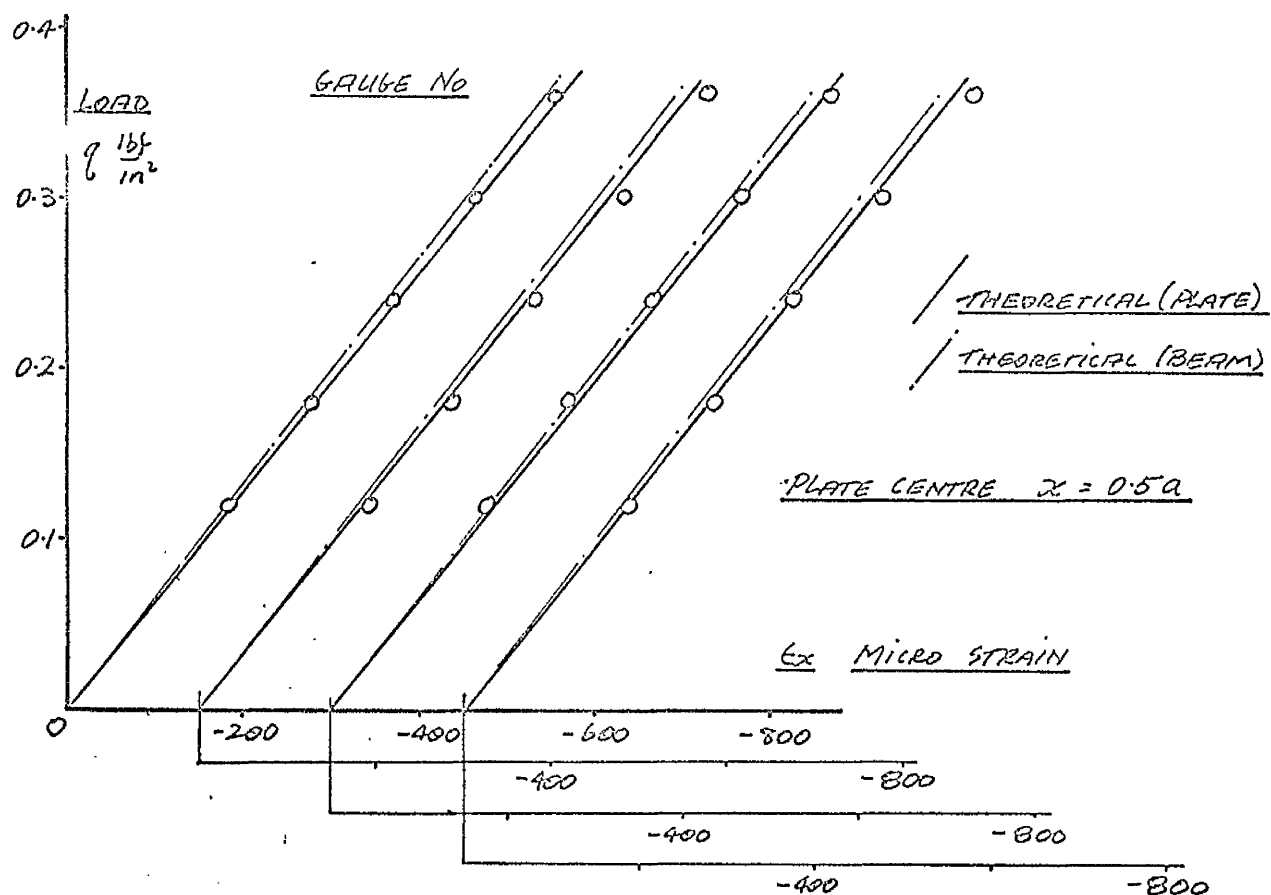 0.4
LOAD
q lbf/in²
0.3
0.2
0.1
0
GAUGE NO
THEORETICAL (PLATE)
THEORETICAL (BEAM)
PLATE CENTRE x = 0.5a
Ex MICRO STRAIN
-200 -400 -600 -800
-400 -800
-400 -800
-400 -800